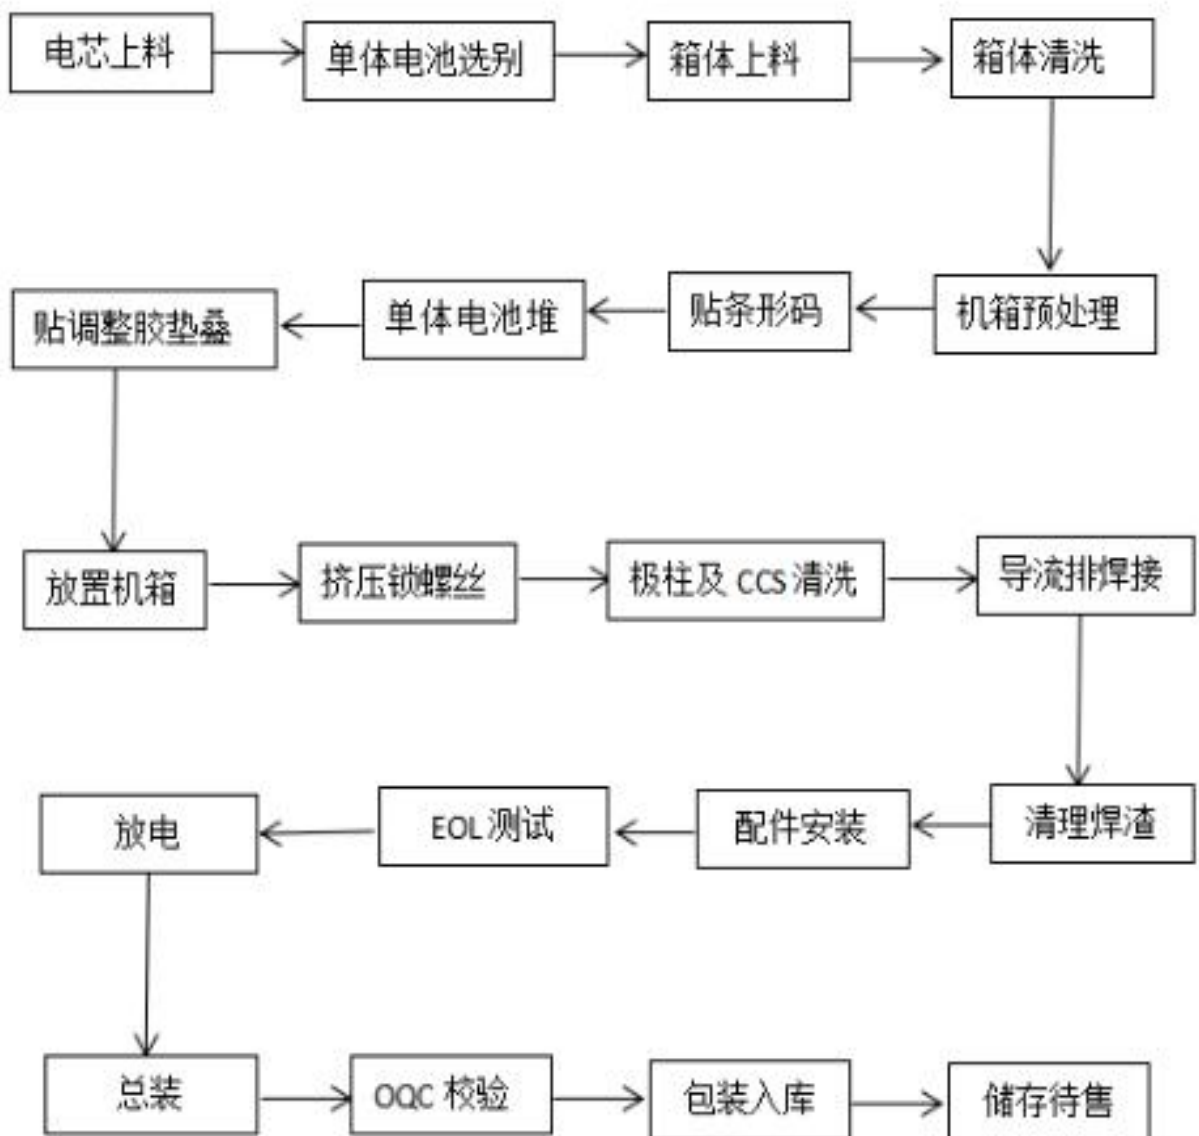 电芯上料
单体电池选别
箱体上料
箱体清洗
机箱预处理
贴条形码
单体电池堆
贴调整胶垫叠
放置机箱
挤压锁螺丝
极柱及 CCS 清洗
导流排焊接
清理焊渣
配件安装
EOL 测试
放电
总装
OQC 校验
包装入库
储存待售